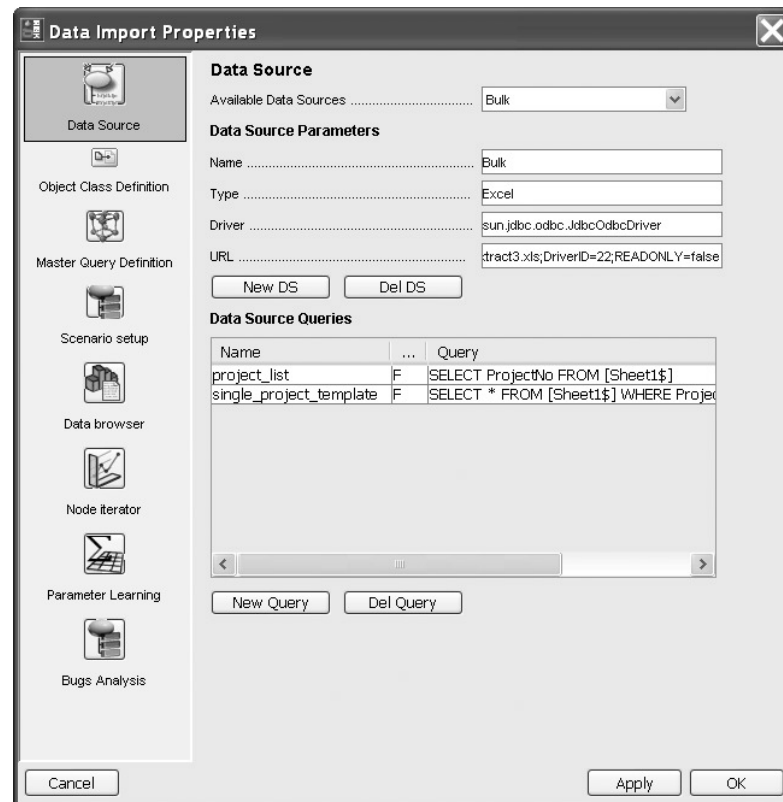 Data Import Properties
Data Source
Object Class Definition
Master Query Definition
Scenario setup
Data browser
Node iterator
Parameter Learning
Bugs Analysis
Data Source
Available Data Sources ................................ Bulk
Data Source Parameters
Name ................................ Bulk
Type ................................ Excel
Driver ................................ sun.jdbc.odbc.JdbcOdbcDriver
URL ................................ tract3.xls;DriverID=22;READONLY=false
New DS Del DS
Data Source Queries
Name ... Query
project_list F SELECT ProjectNo FROM [Sheet1$]
single_project_template F SELECT * FROM [Sheet1$] WHERE Projec
New Query Del Query
Cancel Apply OK